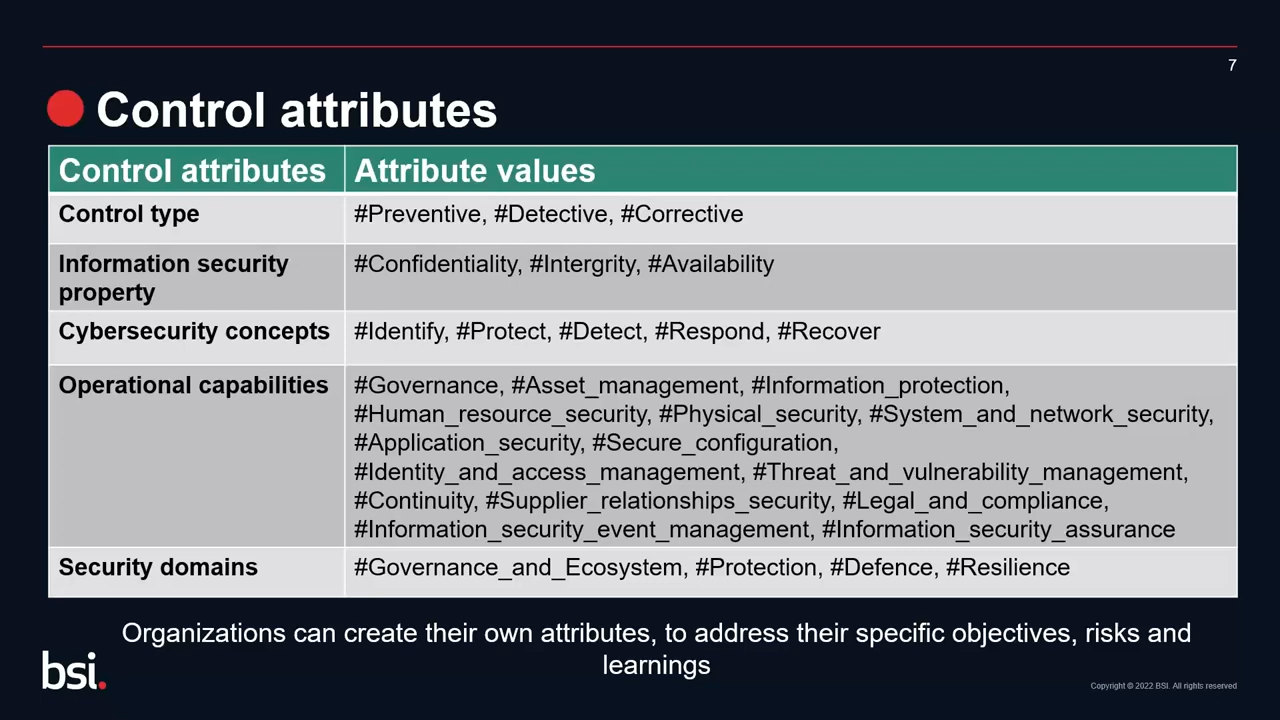 7
Control attributes
Control attributes Attribute values
Control type #Preventive, #Detective, #Corrective
Information security #Confidentiality, #Intergrity, #Availability
property
Cybersecurity concepts #Identify, #Protect, #Detect, #Respond, #Recover
Operational capabilities #Governance, #Asset_management, #Information_protection,
#Human_resource_security, #Physical_security, #System_and_network_security,
#Application_security, #Secure_configuration,
#Identity_and_access_management, #Threat_and_vulnerability_management,
#Continuity, #Supplier_relationships_security, #Legal_and_compliance,
#Information_security_event_management, #Information_security_assurance
Security domains #Governance_and_Ecosystem, #Protection, #Defence, #Resilience
Organizations can create their own attributes, to address their specific objectives, risks and
learnings
bsi.
Copyright © 2022 BSI. All rights reserved